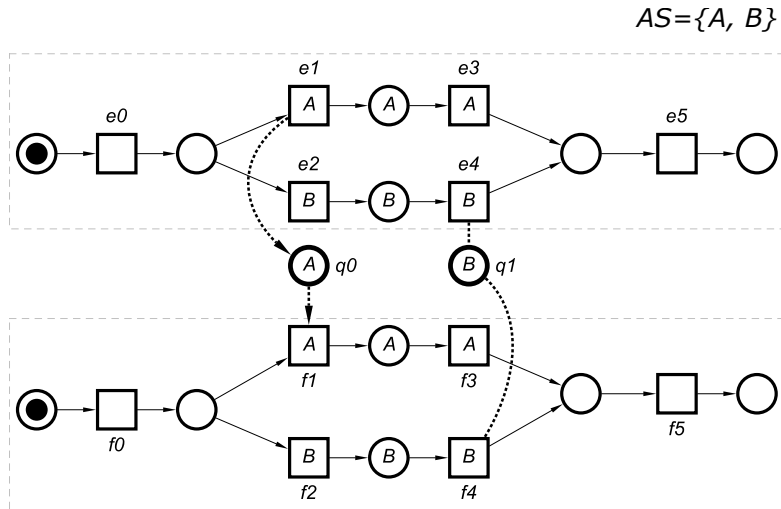 AS={A, B}
e1 e3
e0 A A A e5
e2 e4
B B B
A q0 B q1
A A A
f1 f3
f0 f5
B B B
f2 f4